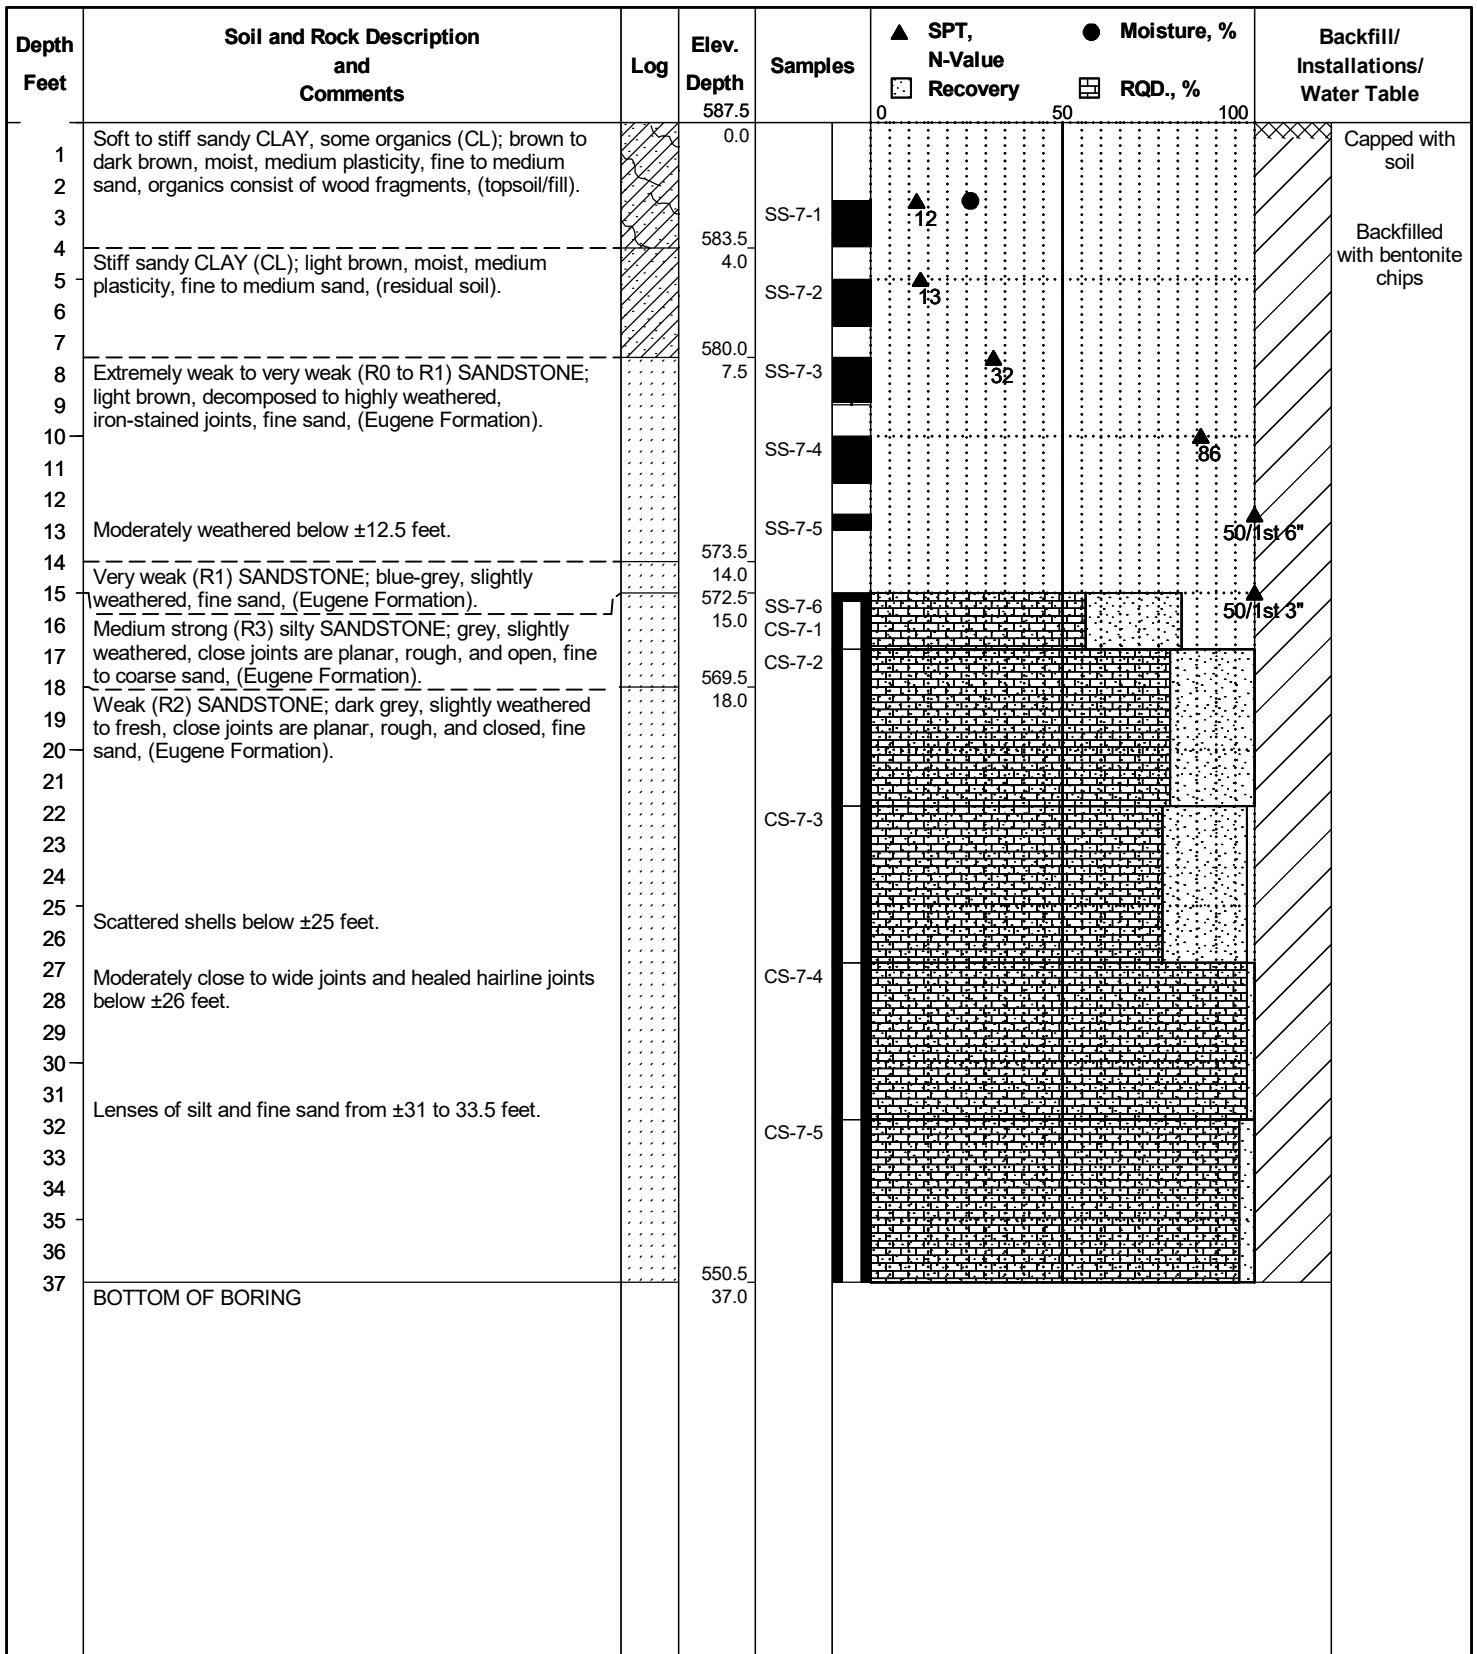 Depth
Feet
Soil and Rock Description
and
Comments
Log
Elev.
Depth
587.5
Samples
SPT,
N-Value
Moisture, %
Recovery
RQD., %
0 50 100
Backfill/
Installations/
Water Table
1
2
3
4
5
6
7
8
9
10
11
12
13
14
15
16
17
18
19
20
21
22
23
24
25
26
27
28
29
30
31
32
33
34
35
36
37
Soft to stiff sandy CLAY, some organics (CL); brown to
dark brown, moist, medium plasticity, fine to medium
sand, organics consist of wood fragments, (topsoil/fill).
Stiff sandy CLAY (CL); light brown, moist, medium
plasticity, fine to medium sand, (residual soil).
Extremely weak to very weak (R0 to R1) SANDSTONE;
light brown, decomposed to highly weathered,
iron-stained joints, fine sand, (Eugene Formation).
Moderately weathered below ±12.5 feet.
Very weak (R1) SANDSTONE; blue-grey, slightly
weathered, fine sand, (Eugene Formation).
Medium strong (R3) silty SANDSTONE; grey, slightly
weathered, close joints are planar, rough, and open, fine
to coarse sand, (Eugene Formation).
Weak (R2) SANDSTONE; dark grey, slightly weathered
to fresh, close joints are planar, rough, and closed, fine
sand, (Eugene Formation).
Scattered shells below ±25 feet.
Moderately close to wide joints and healed hairline joints
below ±26 feet.
Lenses of silt and fine sand from ±31 to 33.5 feet.
BOTTOM OF BORING
0.0
583.5
4.0
580.0
7.5
573.5
14.0
572.5
15.0
569.5
18.0
550.5
37.0
SS-7-1
SS-7-2
SS-7-3
SS-7-4
SS-7-5
SS-7-6
CS-7-1
CS-7-2
CS-7-3
CS-7-4
CS-7-5
12
13
32
86
50/1st 6"
50/1st 3"
Capped with
soil
Backfilled
with bentonite
chips